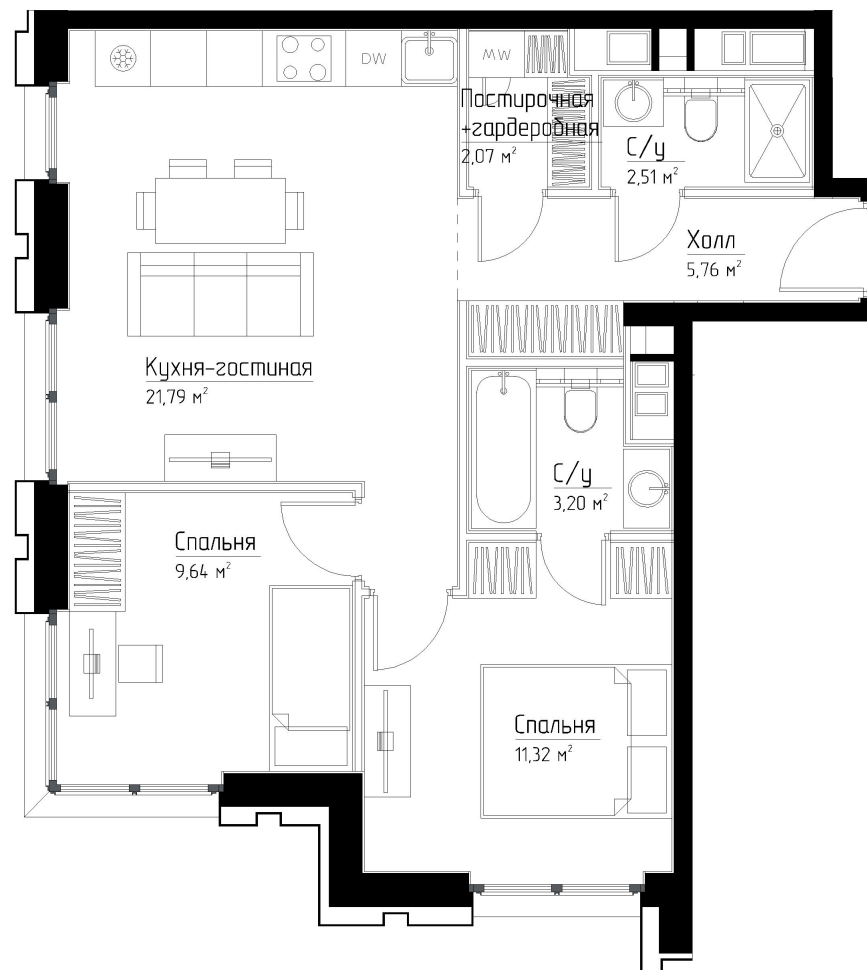 DW
MW
Постирочная
+гардеробная
2,07 м²
С/у
2,51 м²
Холл
5,76 м²
Кухня-гостиная
21,79 м²
С/у
3,20 м²
Спальня
9,64 м²
Спальня
11,32 м²